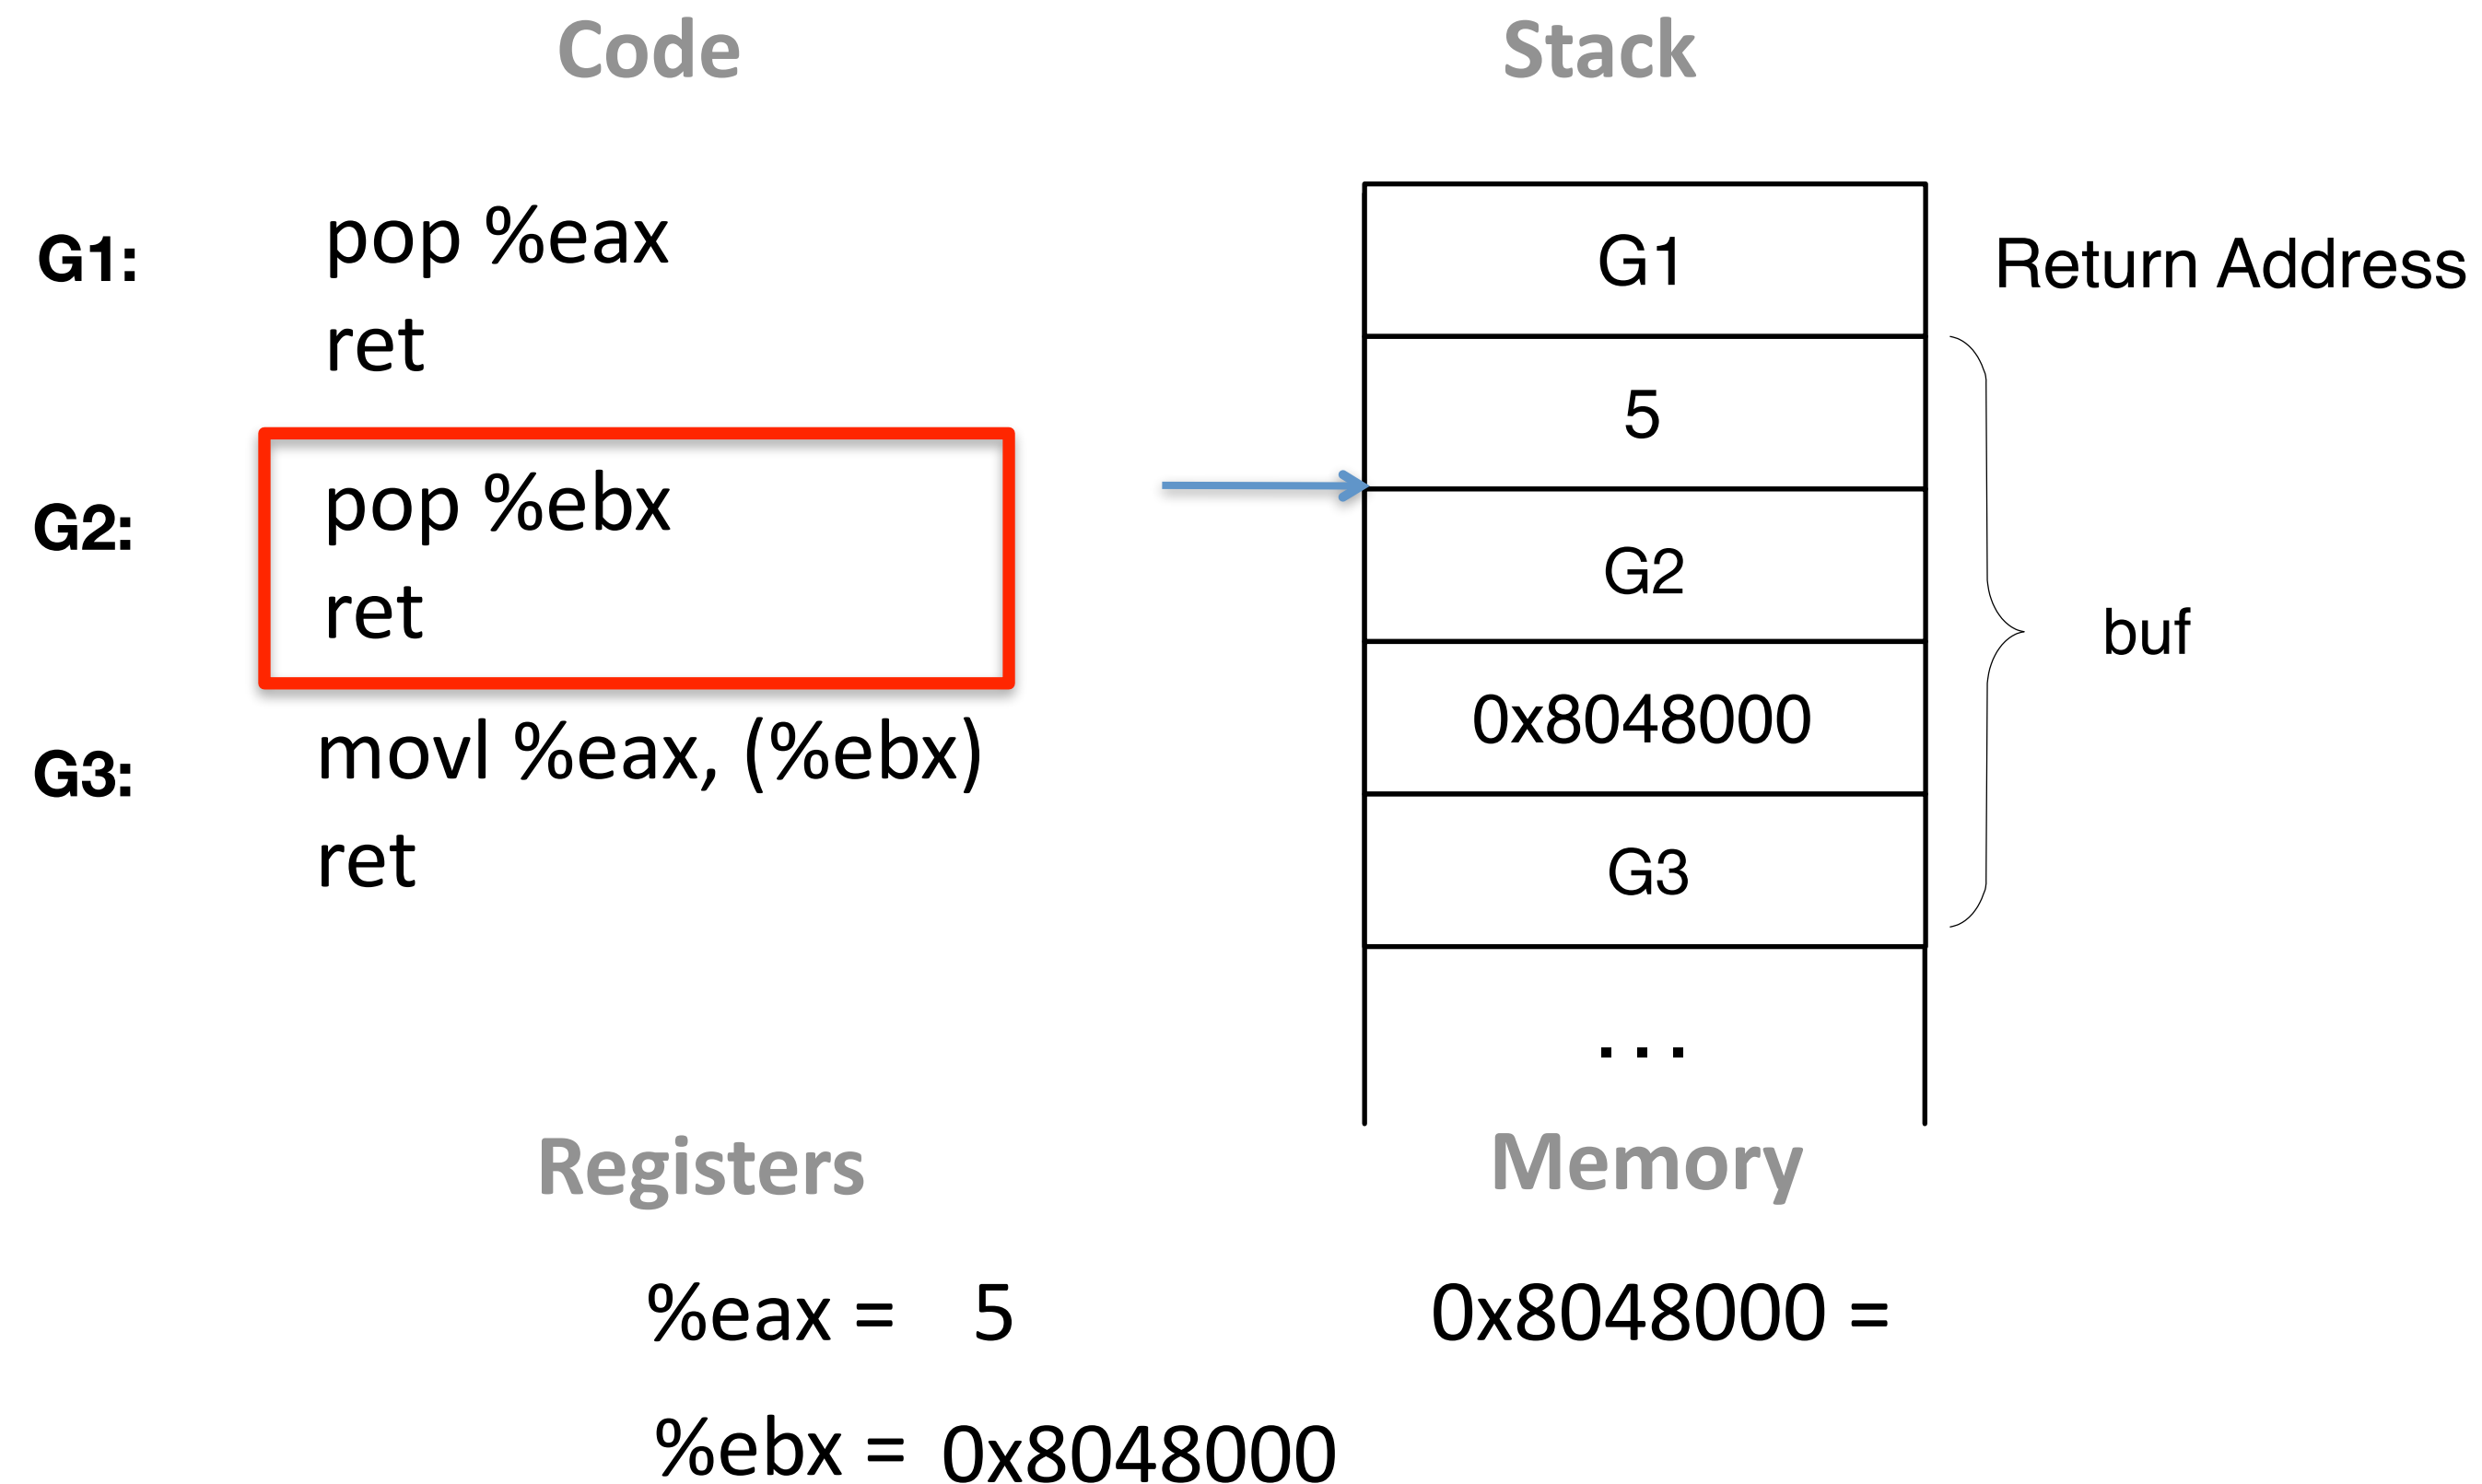 Code
G1: pop %eax
ret
G2: pop %ebx
ret
G3: movl %eax, (%ebx)
ret
Stack
G1 Return Address
5
G2
buf
0x8048000
G3
...
Registers
%eax = 5
%ebx = 0x8048000
Memory
0x8048000 =